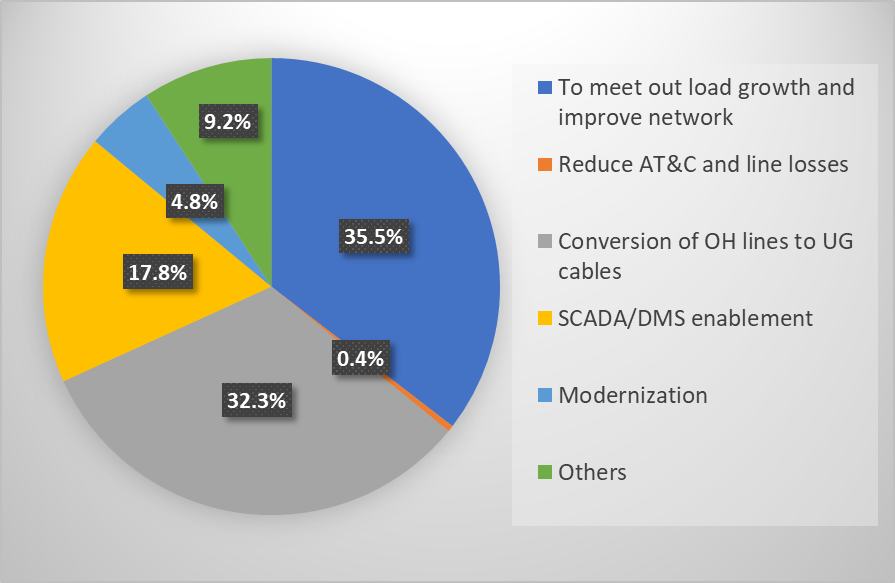 9.2%
4.8%
35.5%
17.8%
0.4%
32.3%
To meet out load growth and
improve network
Reduce AT&C and line losses
Conversion of OH lines to UG
cables
SCADA/DMS enablement
Modernization
Others